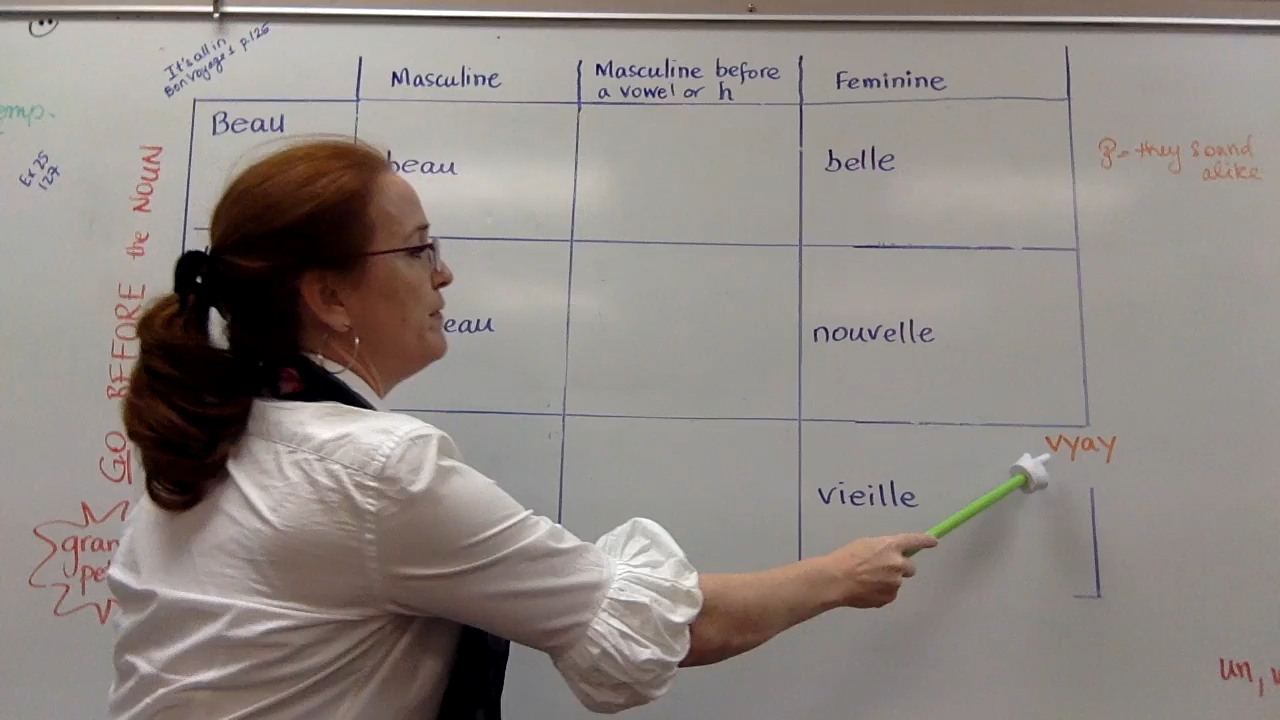 It's all in
Bon Voyage 1 p.126
Masculine
Masculine before
a vowel or h
Feminine
Beau
beau
belle
they sound
alike
Ex 25
127
GO BEFORE the NOUN
eau
nouvelle
vyay
vieille
gran
pe
un,